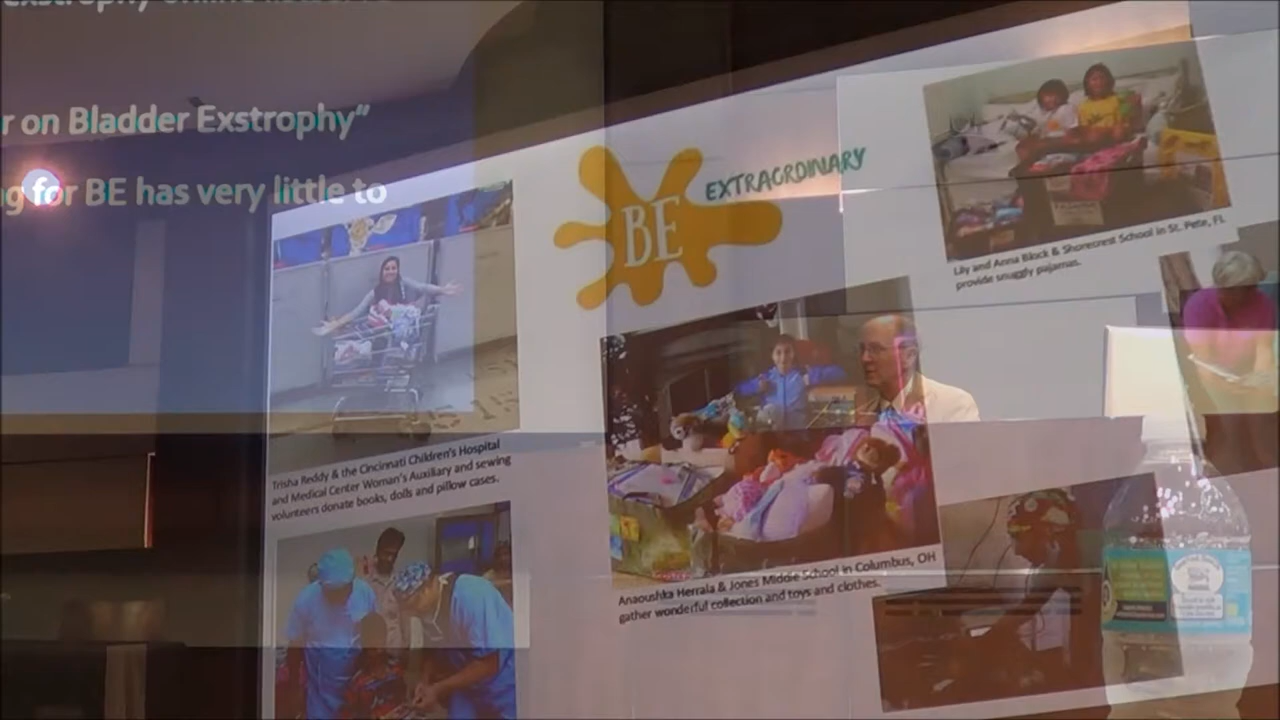 r on Bladder Exstrophy”
g for BE has very little to
BE
EXTRAORDINARY
Lily and Anna Block & Shorecrest School in St. Pete, FL
provide snuggly pajamas.
Trisha Reddy & the Cincinnati Children's Hospital
and Medical Center Woman's Auxiliary and sewing
volunteers donate books, dolls and pillow cases.
Anaoushka Herrala & Jones Middle School in Columbus, OH
gather wonderful collection and toys and clothes.